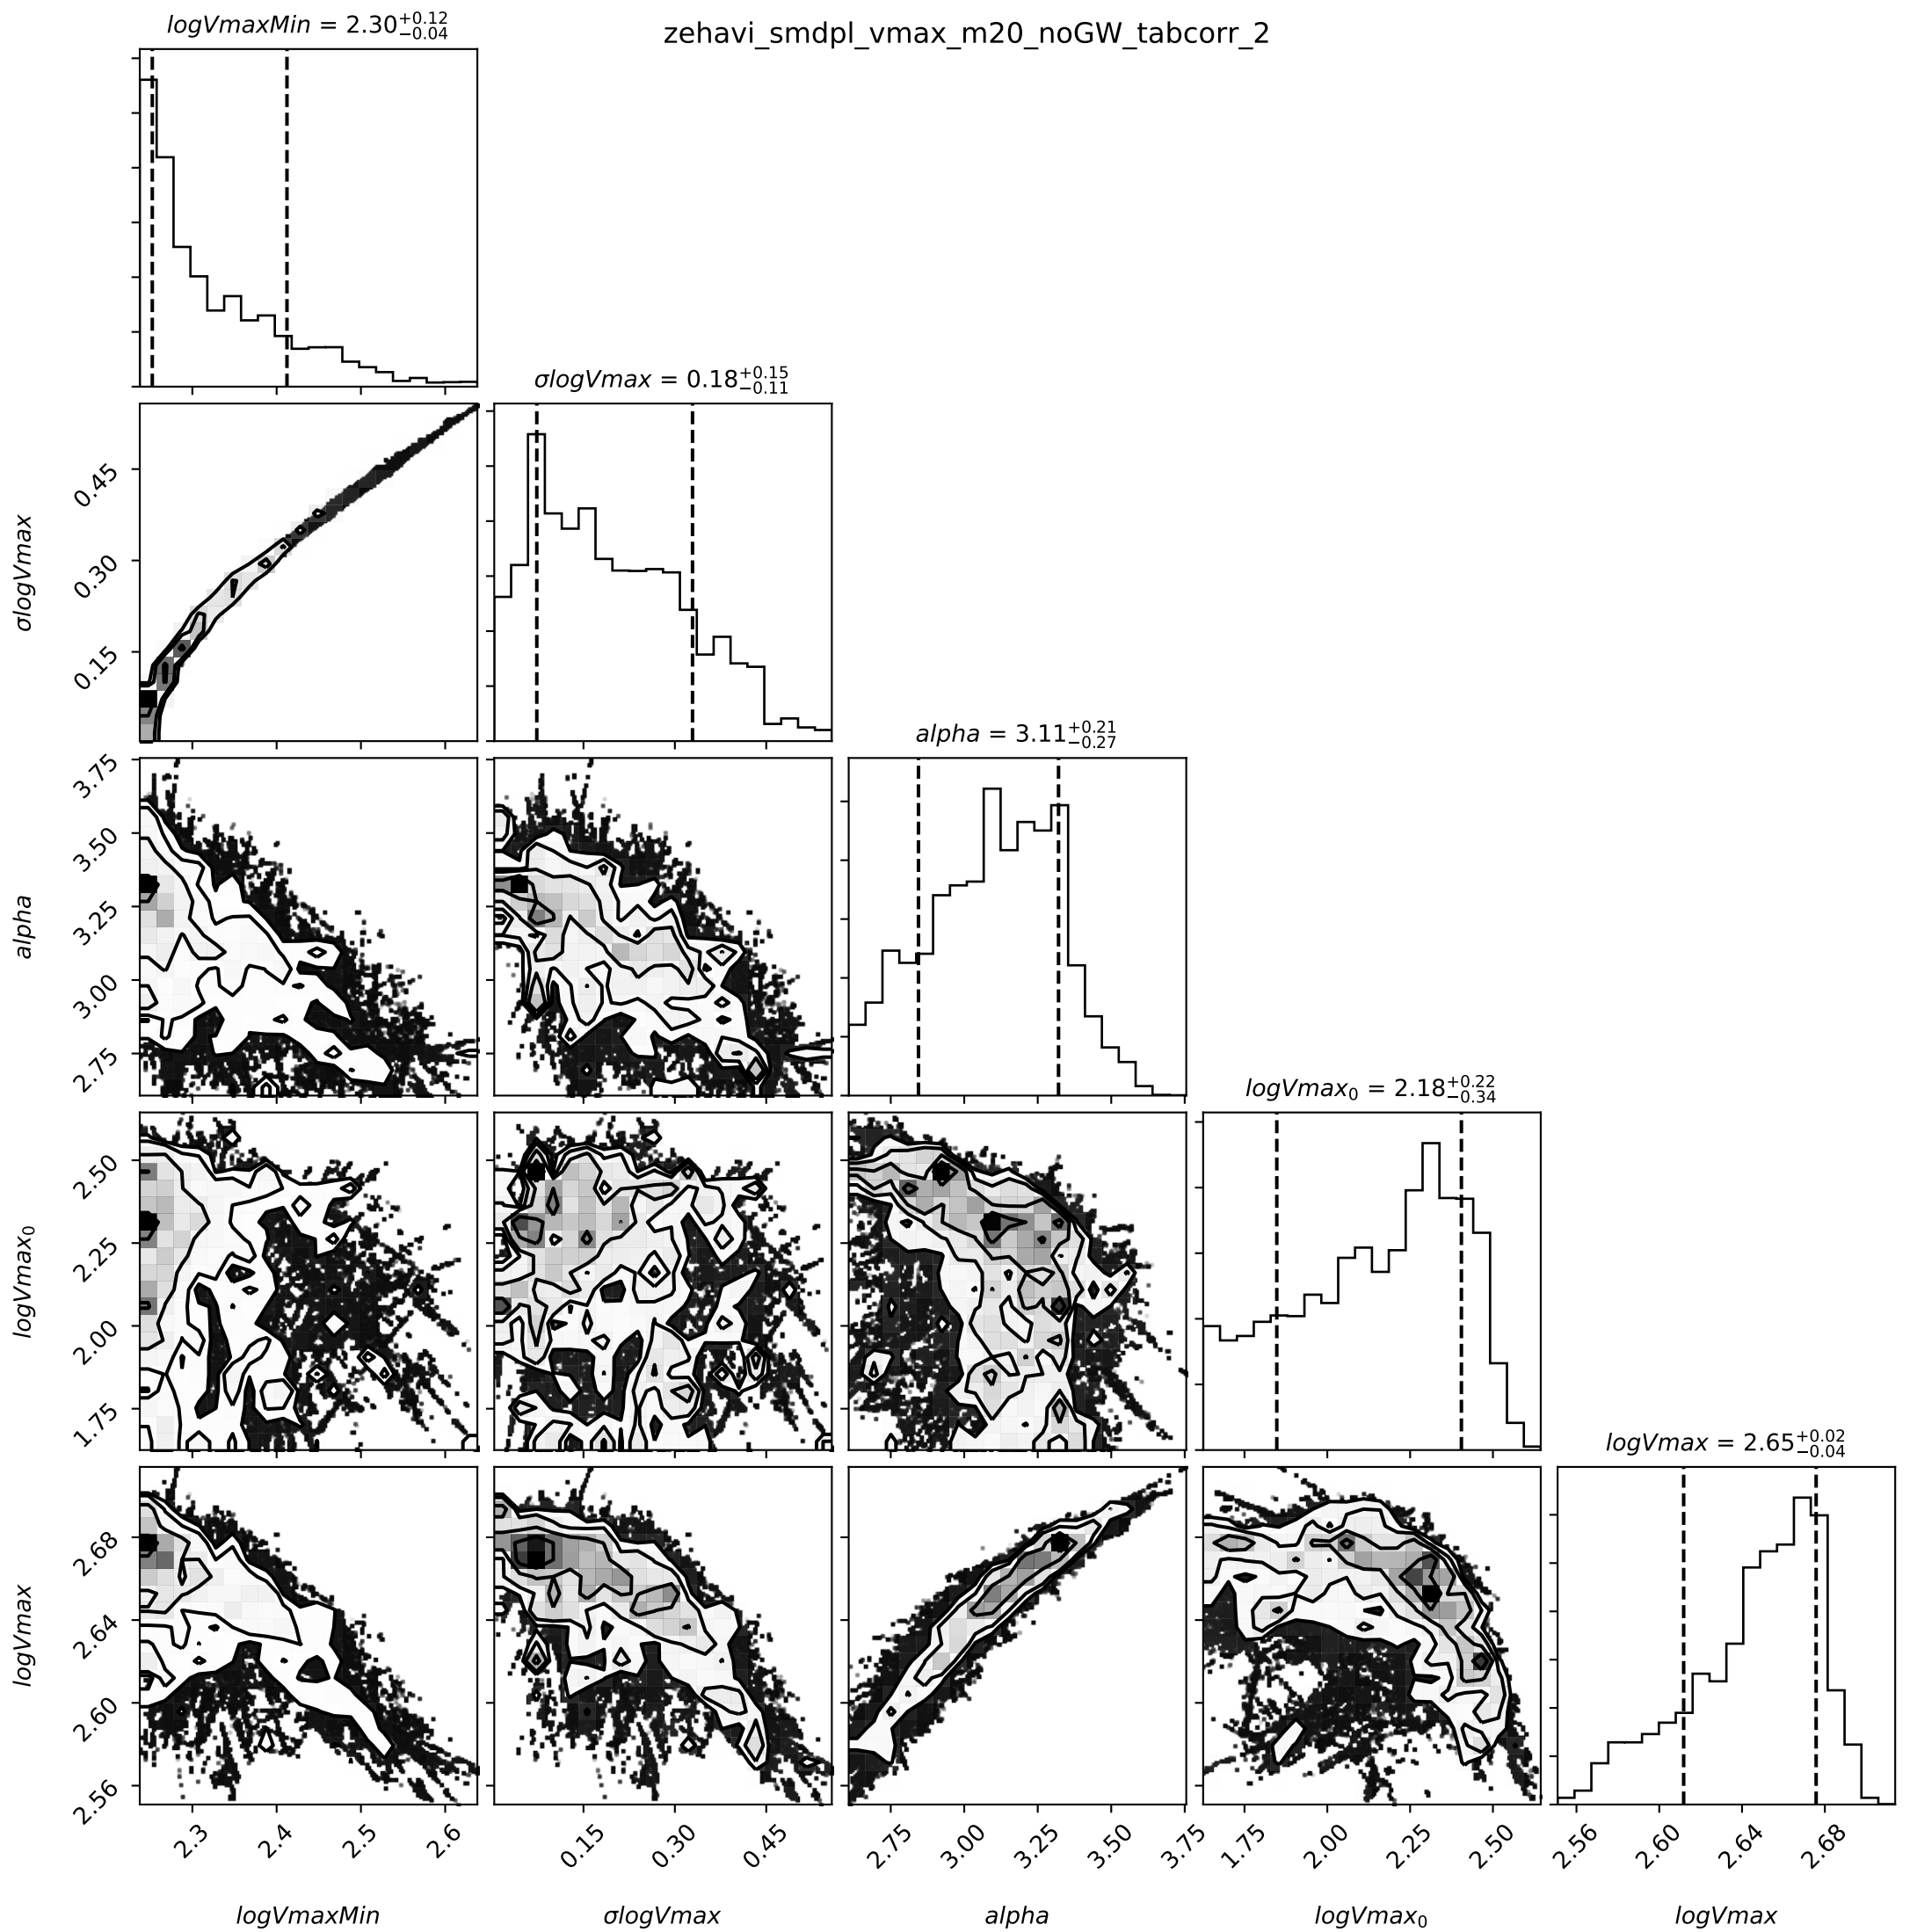 zehavi_smdpl_vmax_m20_noGW_tabcorr_2
logVmaxMin = 2.30+0.12−0.04
σlogVmax = 0.18+0.15−0.11
0.45
0.30
0.15
σlogVmax
alpha = 3.11+0.21−0.27
3.75
3.50
3.25
3.00
2.75
alpha
logVmax0 = 2.18+0.22−0.34
2.50
2.25
2.00
1.75
logVmax0
logVmax = 2.65+0.02−0.04
2.68
2.64
2.60
2.56
logVmax
2.3 2.4 2.5 2.6 0.15 0.30 0.45 2.75 3.00 3.25 3.50 3.75 1.75 2.00 2.25 2.50 2.56 2.60 2.64 2.68
logVmaxMin σlogVmax alpha logVmax0 logVmax